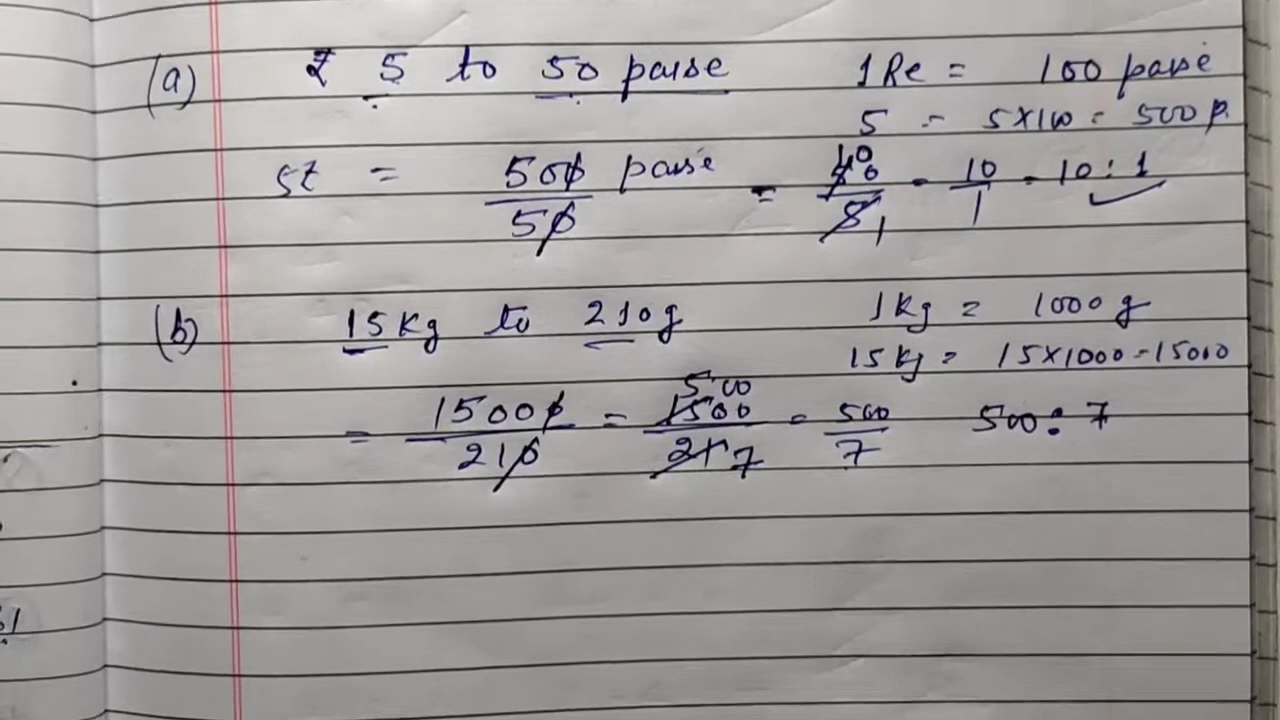 (a) ₹ 5 to 50 paise 1 Re = 100 paise
5 = 5×100 = 500 p.
= 500 paise / 50 = 50 / 5 = 10 / 1 = 10 : 1
(b) 15 Kg to 210 g 1 Kg = 1000 g
15 Kg = 15×1000 = 15000
= 15000 / 210 = 1500 / 21 = 500 / 7 500 : 7